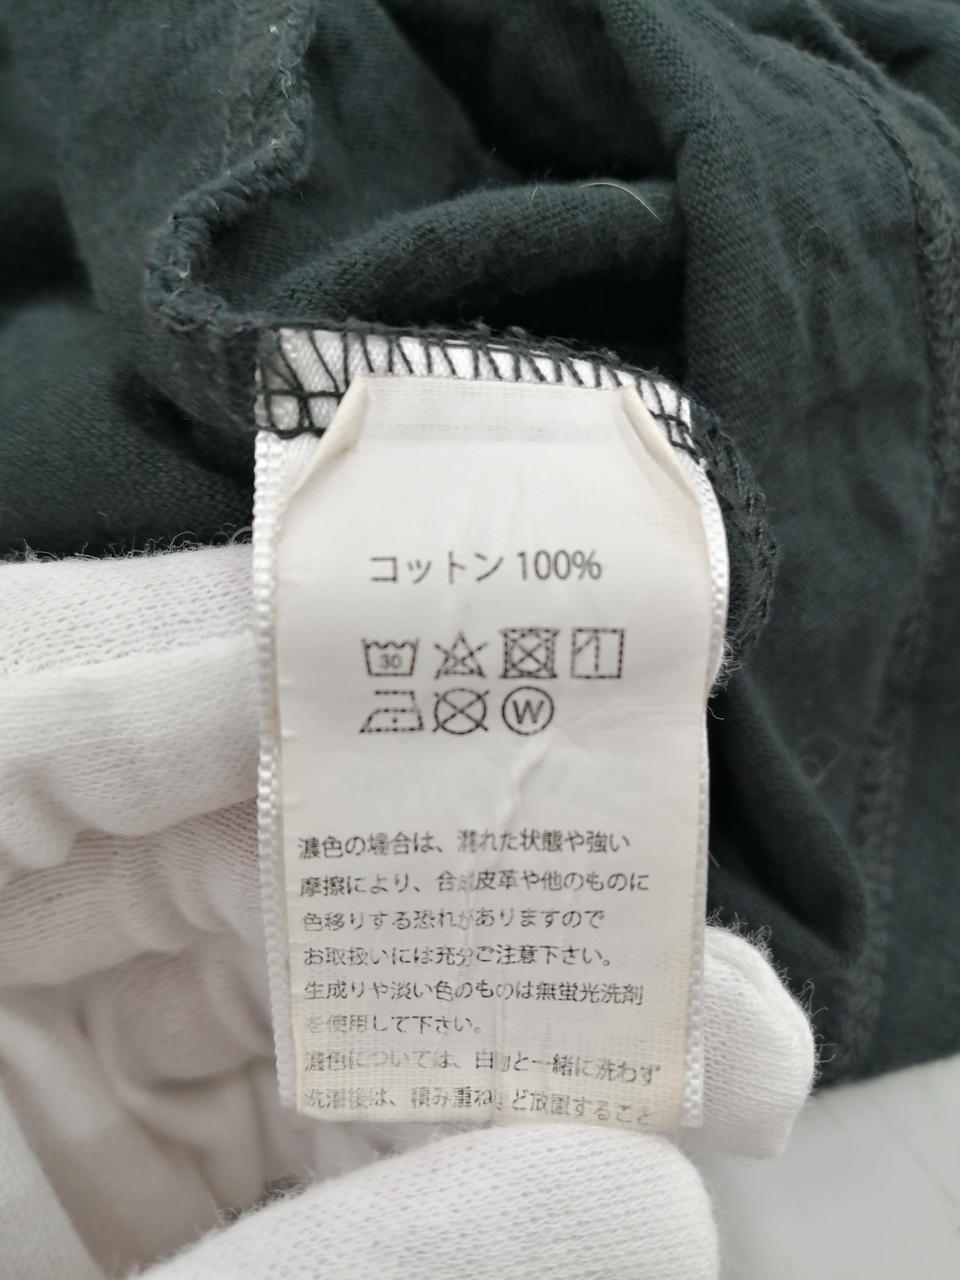 コットン 100%
30
W
濃色の場合は、濡れた状態や強い
摩擦により、合成皮革や他のものに
色移りする恐れがありますので
お取扱いには充分ご注意下さい。
生成りや淡い色のものは無蛍光洗剤
を使用して下さい。
濃色については、白物と一緒に洗わず
洗濯後は、積み重ねなど放置すること